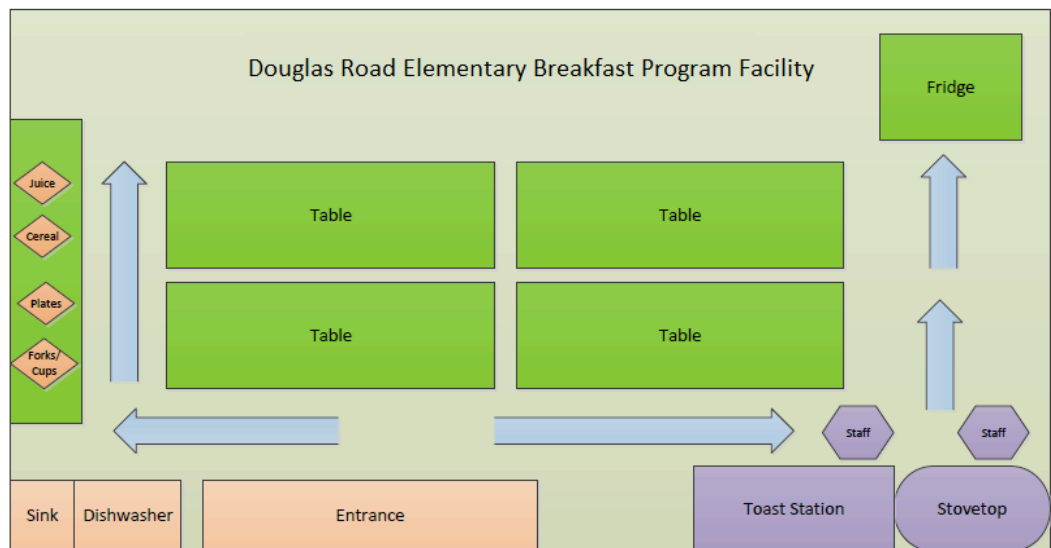 Douglas Road Elementary Breakfast Program Facility
Fridge
Juice
Cereal
Plates
Forks/
Cups
Table
Table
Table
Table
Staff
Staff
Sink
Dishwasher
Entrance
Toast Station
Stovetop